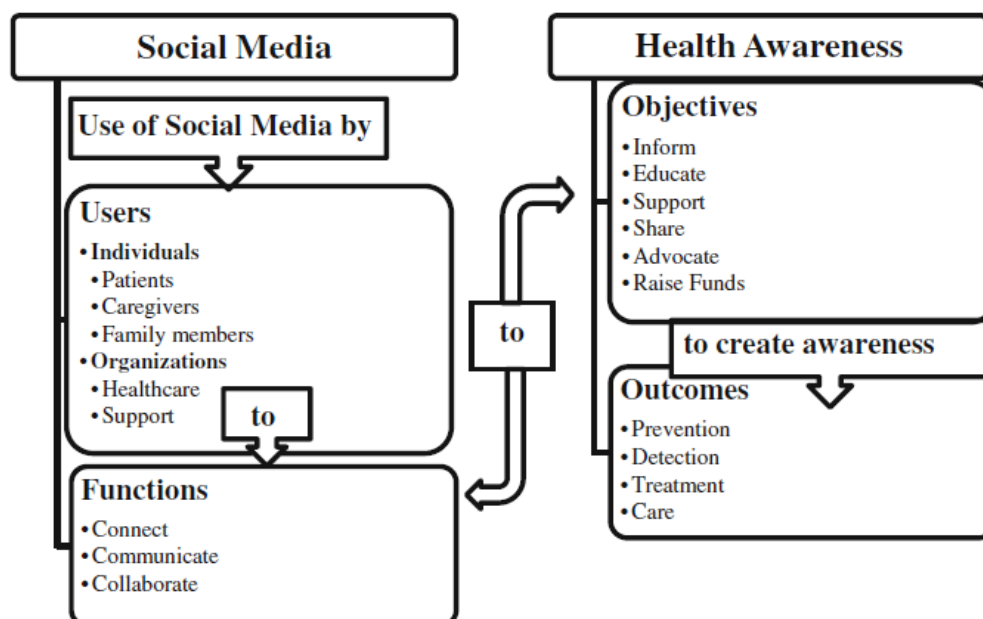 Social Media
Use of Social Media by
Users
• Individuals
• Patients
• Caregivers
• Family members
• Organizations
• Healthcare
• Support
to
Functions
• Connect
• Communicate
• Collaborate
to
Health Awareness
Objectives
• Inform
• Educate
• Support
• Share
• Advocate
• Raise Funds
to create awareness
Outcomes
• Prevention
• Detection
• Treatment
• Care